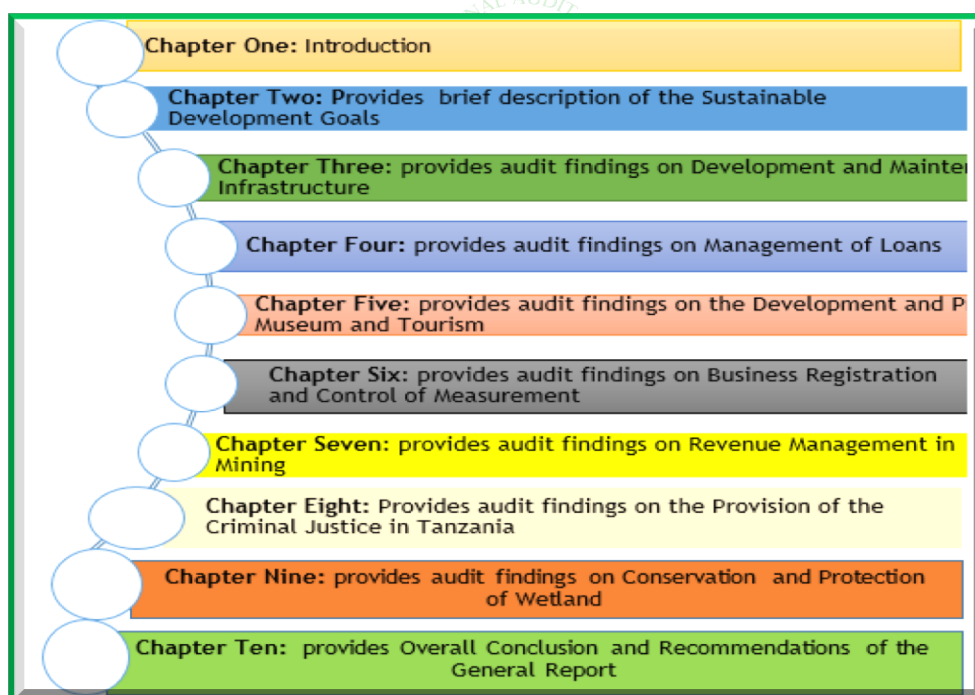 NAL AUDIT
Chapter One: Introduction
Chapter Two: Provides brief description of the Sustainable
Development Goals
Chapter Three: provides audit findings on Development and
Infrastructure
Chapter Four: provides audit findings on Management of Loans
Chapter Five: provides audit findings on the Development and
Museum and Tourism
Chapter Six: provides audit findings on Business Registration
and Control of Measurement
Chapter Seven: provides audit findings on Revenue Management in
Mining
Chapter Eight: Provides audit findings on the Provision of the
Criminal Justice in Tanzania
Chapter Nine: provides audit findings on Conservation and Protection
of Wetland
Chapter Ten: provides Overall Conclusion and Recommendations of the
General Report